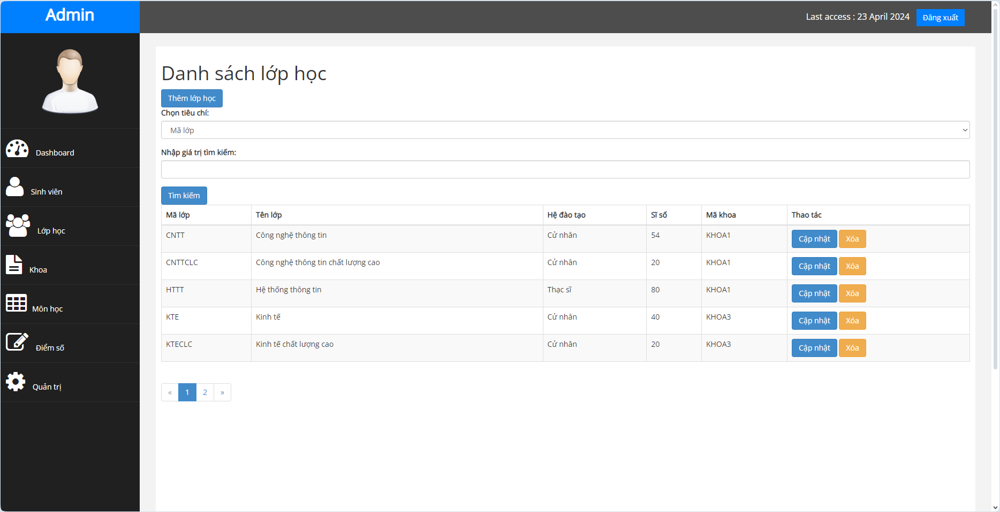 Admin
Last access : 23 April 2024 Đăng xuất
Dashboard
Sinh viên
Lớp học
Khoa
Môn học
Điểm số
Quản trị
Danh sách lớp học
Thêm lớp học
Chọn tiêu chí:
Mã lớp
Nhập giá trị tìm kiếm:
Tìm kiếm
Mã lớp Tên lớp Hệ đào tạo Sĩ số Mã khoa Thao tác
CNTT Công nghệ thông tin Cử nhân 54 KHOA1 Cập nhật Xóa
CNTTCLC Công nghệ thông tin chất lượng cao Cử nhân 20 KHOA1 Cập nhật Xóa
HTTT Hệ thống thông tin Thạc sĩ 80 KHOA1 Cập nhật Xóa
KTE Kinh tế Cử nhân 40 KHOA3 Cập nhật Xóa
KTECLC Kinh tế chất lượng cao Cử nhân 20 KHOA3 Cập nhật Xóa
« 1 2 »